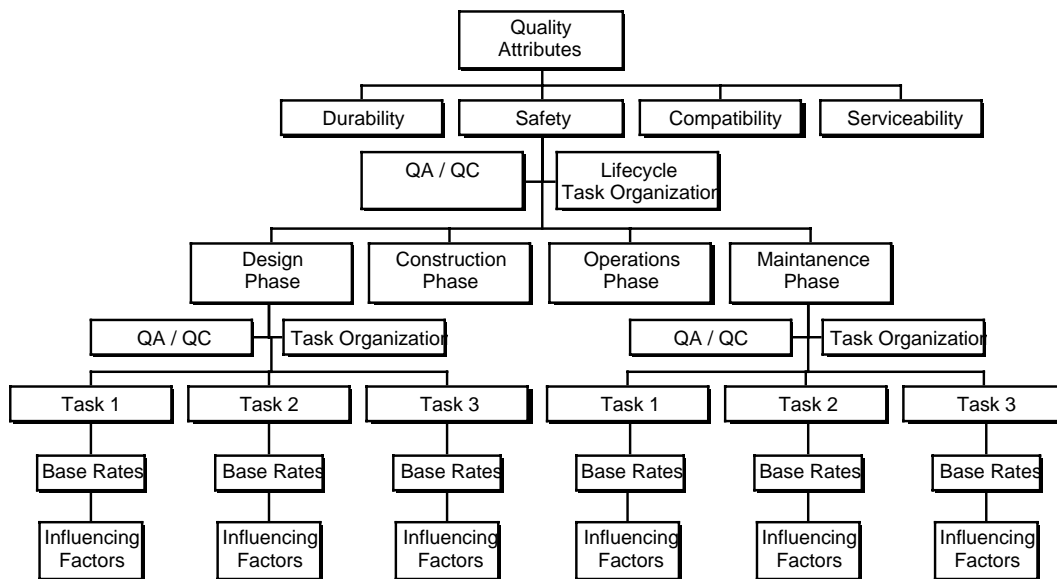 Quality
Attributes
Durability
Safety
Compatibility
Serviceability
QA / QC
Lifecycle
Task Organization
Design
Phase
Construction
Phase
Operations
Phase
Maintanence
Phase
QA / QC
Task Organization
QA / QC
Task Organization
Task 1
Task 2
Task 3
Task 1
Task 2
Task 3
Base Rates
Base Rates
Base Rates
Base Rates
Base Rates
Base Rates
Influencing
Factors
Influencing
Factors
Influencing
Factors
Influencing
Factors
Influencing
Factors
Influencing
Factors